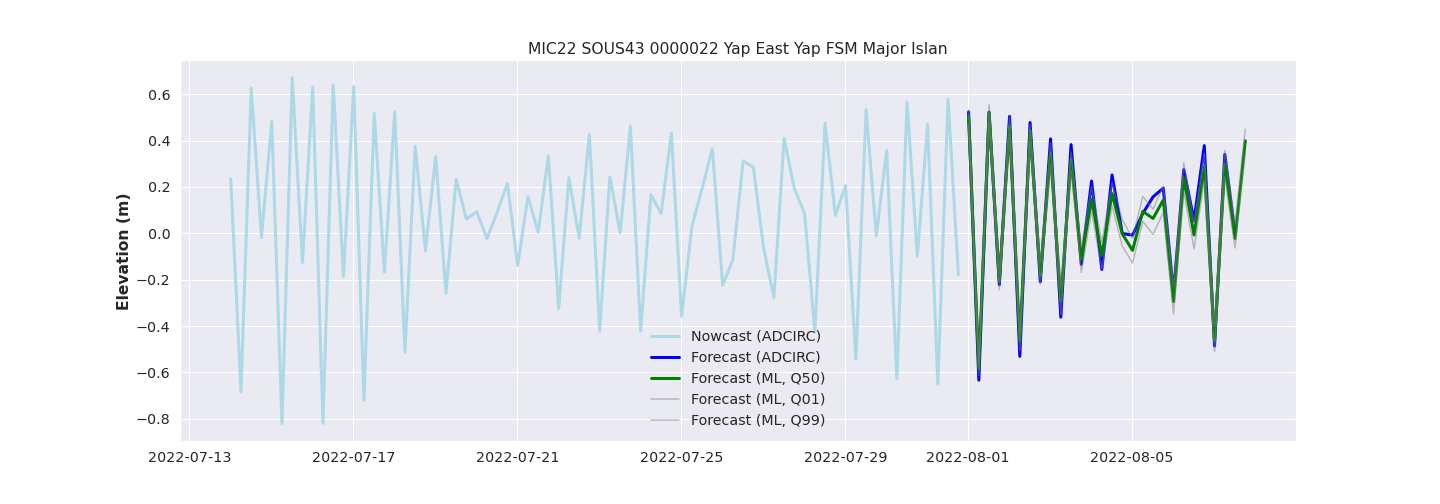 MIC22 SOUS43 0000022 Yap East Yap FSM Major Islan
Elevation (m)
0.6
0.4
0.2
0.0
−0.2
−0.4
−0.6
−0.8
Nowcast (ADCIRC)
Forecast (ADCIRC)
Forecast (ML, Q50)
Forecast (ML, Q01)
Forecast (ML, Q99)
2022-07-13 2022-07-17 2022-07-21 2022-07-25 2022-07-29 2022-08-01 2022-08-05